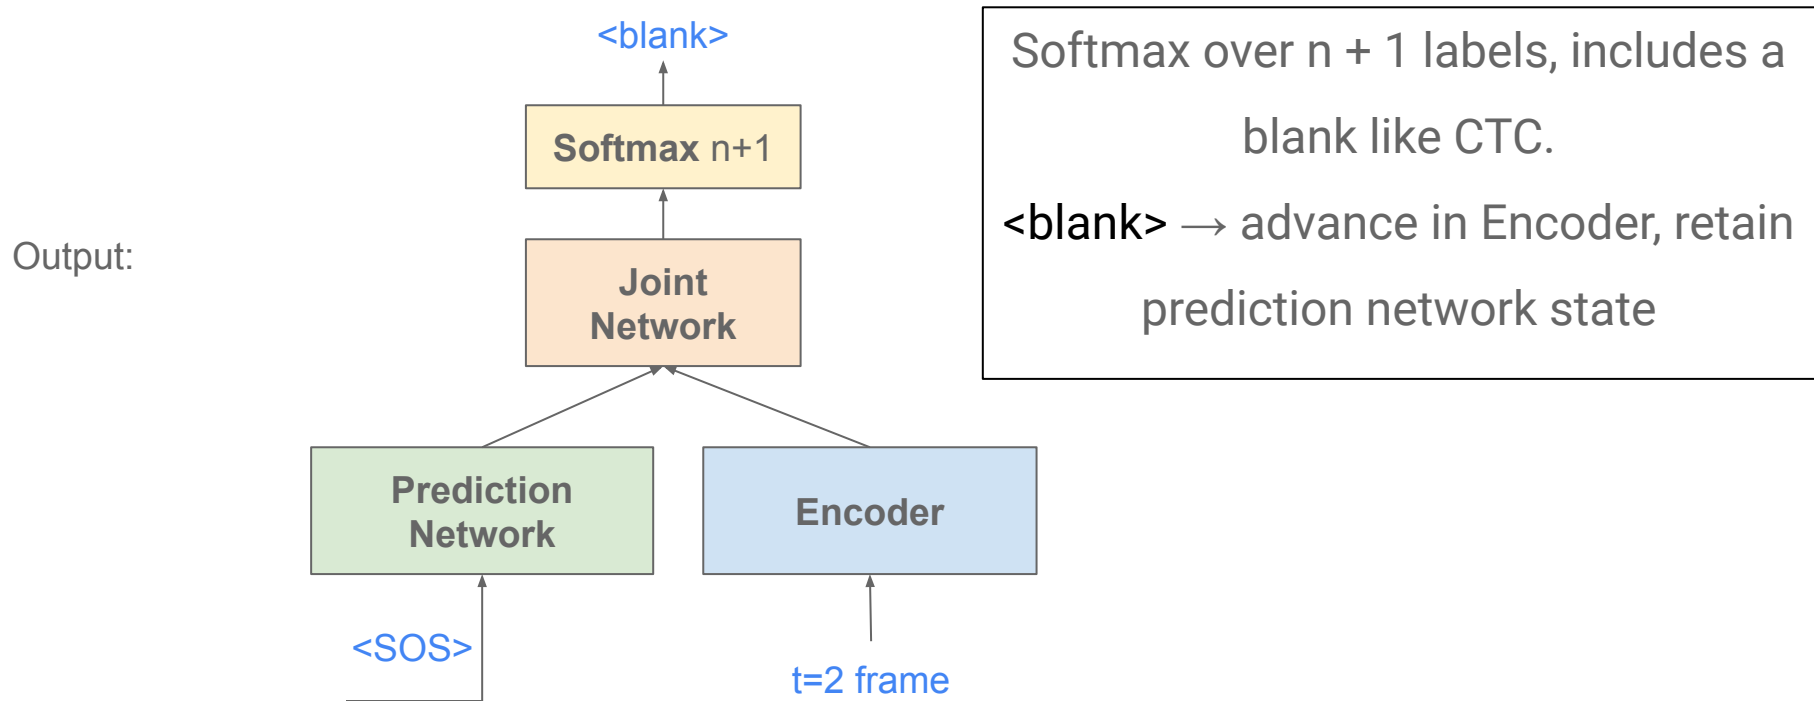 <blank>
Softmax n+1
Output:
Joint
Network
Prediction
Network
Encoder
<SOS>
t=2 frame
Softmax over n + 1 labels, includes a
blank like CTC.
<blank> → advance in Encoder, retain
prediction network state